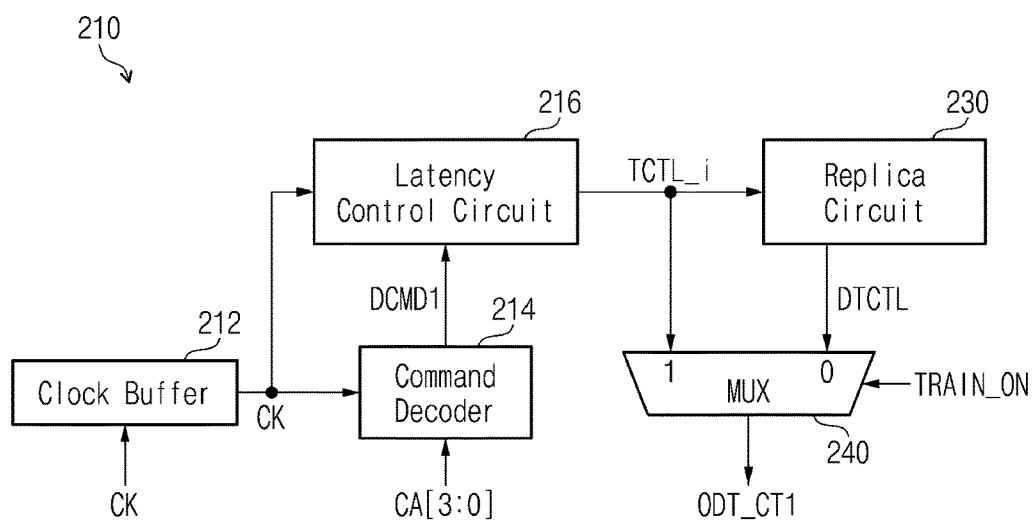 210
216
230
Latency
Control Circuit
TCTL_i
Replica
Circuit
DCMD1
DTCTL
212
214
Clock Buffer
CK
Command
Decoder
1
0
MUX
TRAIN_ON
240
CK
CA[3:0]
ODT_CT1